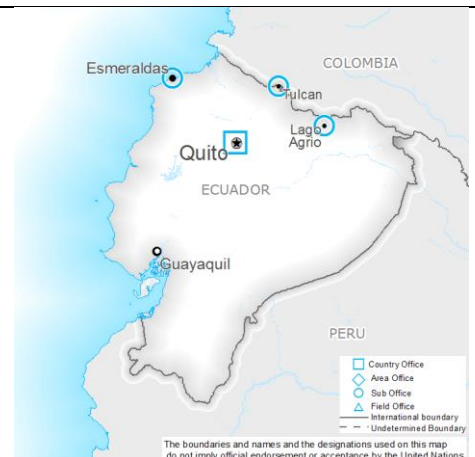 COLOMBIA
Esmeraldas
Tulcan
Lago
Agrio
Quito
ECUADOR
Guayaquil
PERU
Country Office
Area Office
Sub Office
Field Office
International boundary
Undetermined Boundary
The boundaries and names and the designations used on this map
do not imply official endorsement or acceptance by the United Nations